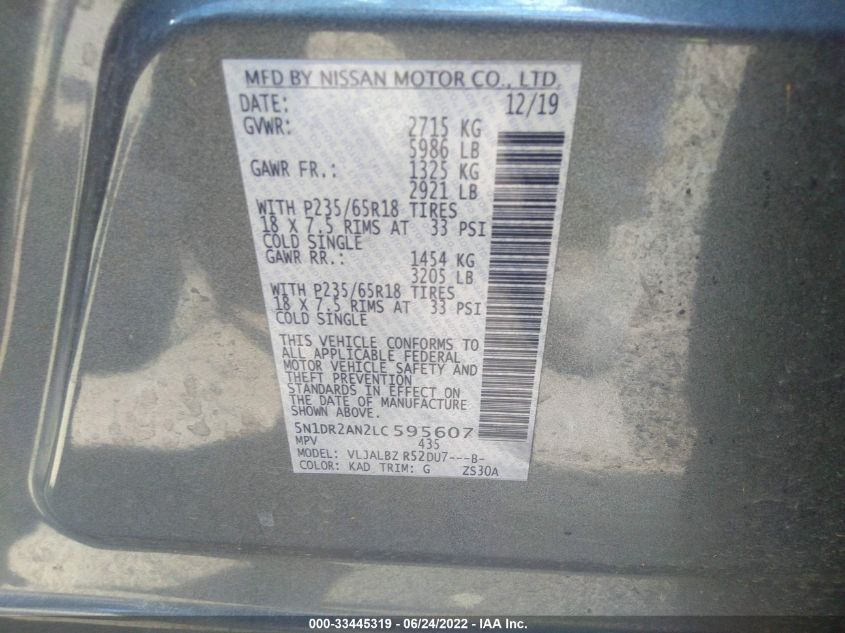 MFD BY NISSAN MOTOR CO., LTD.
DATE: 12/19
GVWR: 2715 KG
5986 LB
GAWR FR.: 1325 KG
2921 LB
WITH P235/65R18 TIRES
18 X 7.5 RIMS AT 33 PSI
COLD SINGLE
GAWR RR.: 1454 KG
3205 LB
WITH P235/65R18 TIRES
18 X 7.5 RIMS AT 33 PSI
COLD SINGLE
THIS VEHICLE CONFORMS TO
ALL APPLICABLE FEDERAL
MOTOR VEHICLE SAFETY AND
THEFT PREVENTION
STANDARDS IN EFFECT ON
THE DATE OF MANUFACTURE
SHOWN ABOVE.
5N1DR2AN2LC595607
MPV 435
MODEL: VLJALBZ R52DU7---B-
COLOR: KAD TRIM: G ZS30A
000-33445319 - 06/24/2022 - IAA Inc.